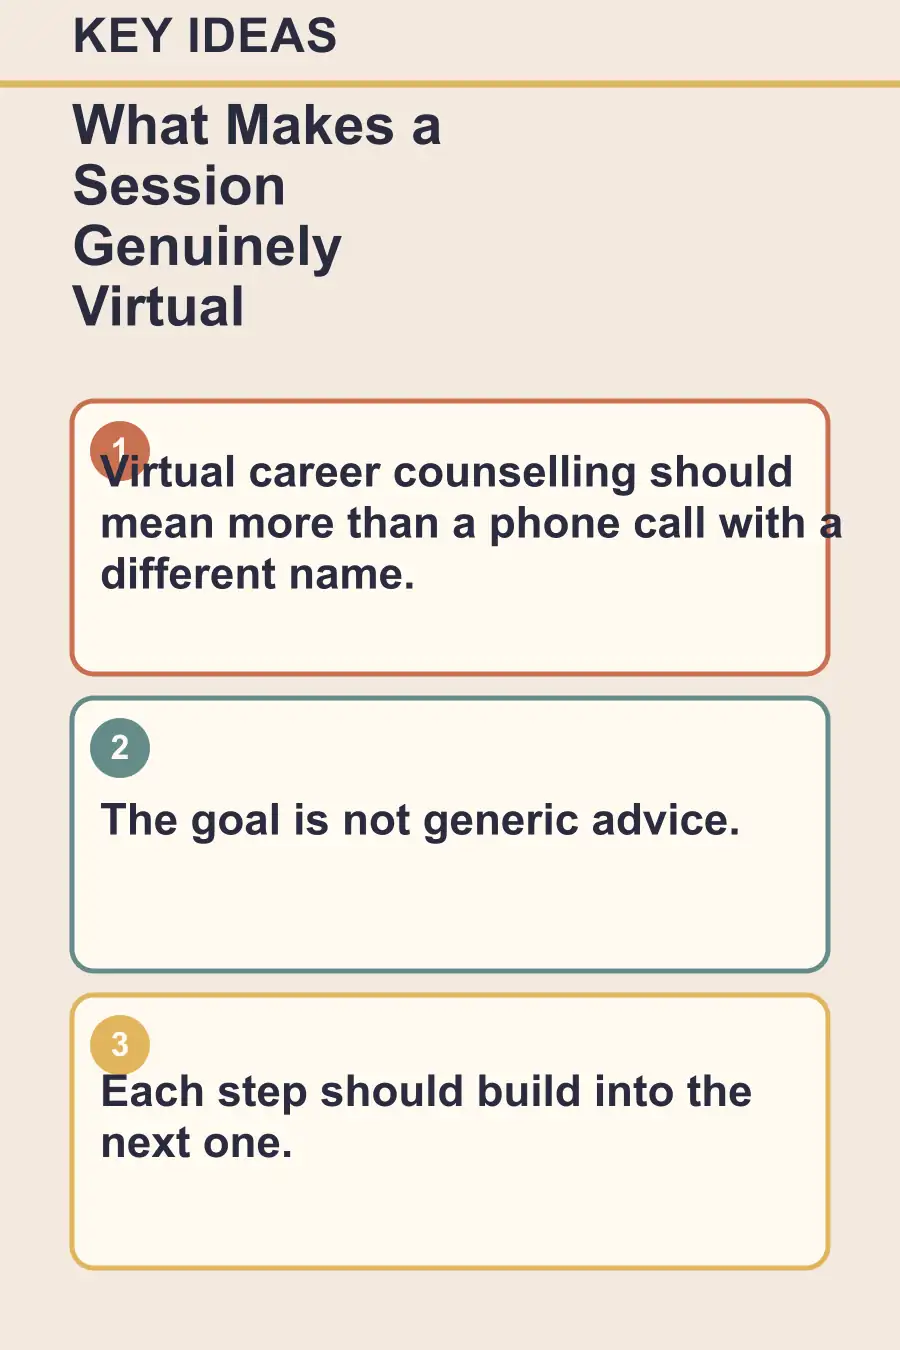 KEY IDEAS
What Makes a
Session
Genuinely
Virtual
1
Virtual career counselling should
mean more than a phone call with a
different name.
2
The goal is not generic advice.
3
Each step should build into the
next one.